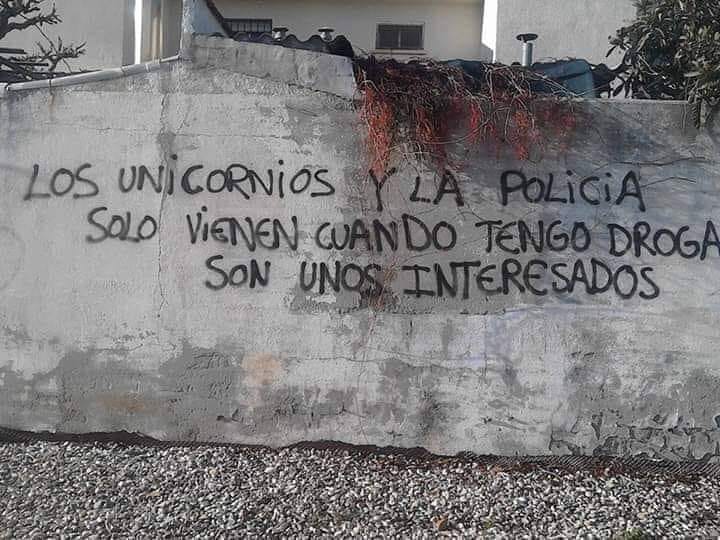 LOS UNiCORNiOS Y LA POLiCiA
SOLO ViENEN CUANDO TENGO DROGA
SON UNOS INTERESADOS